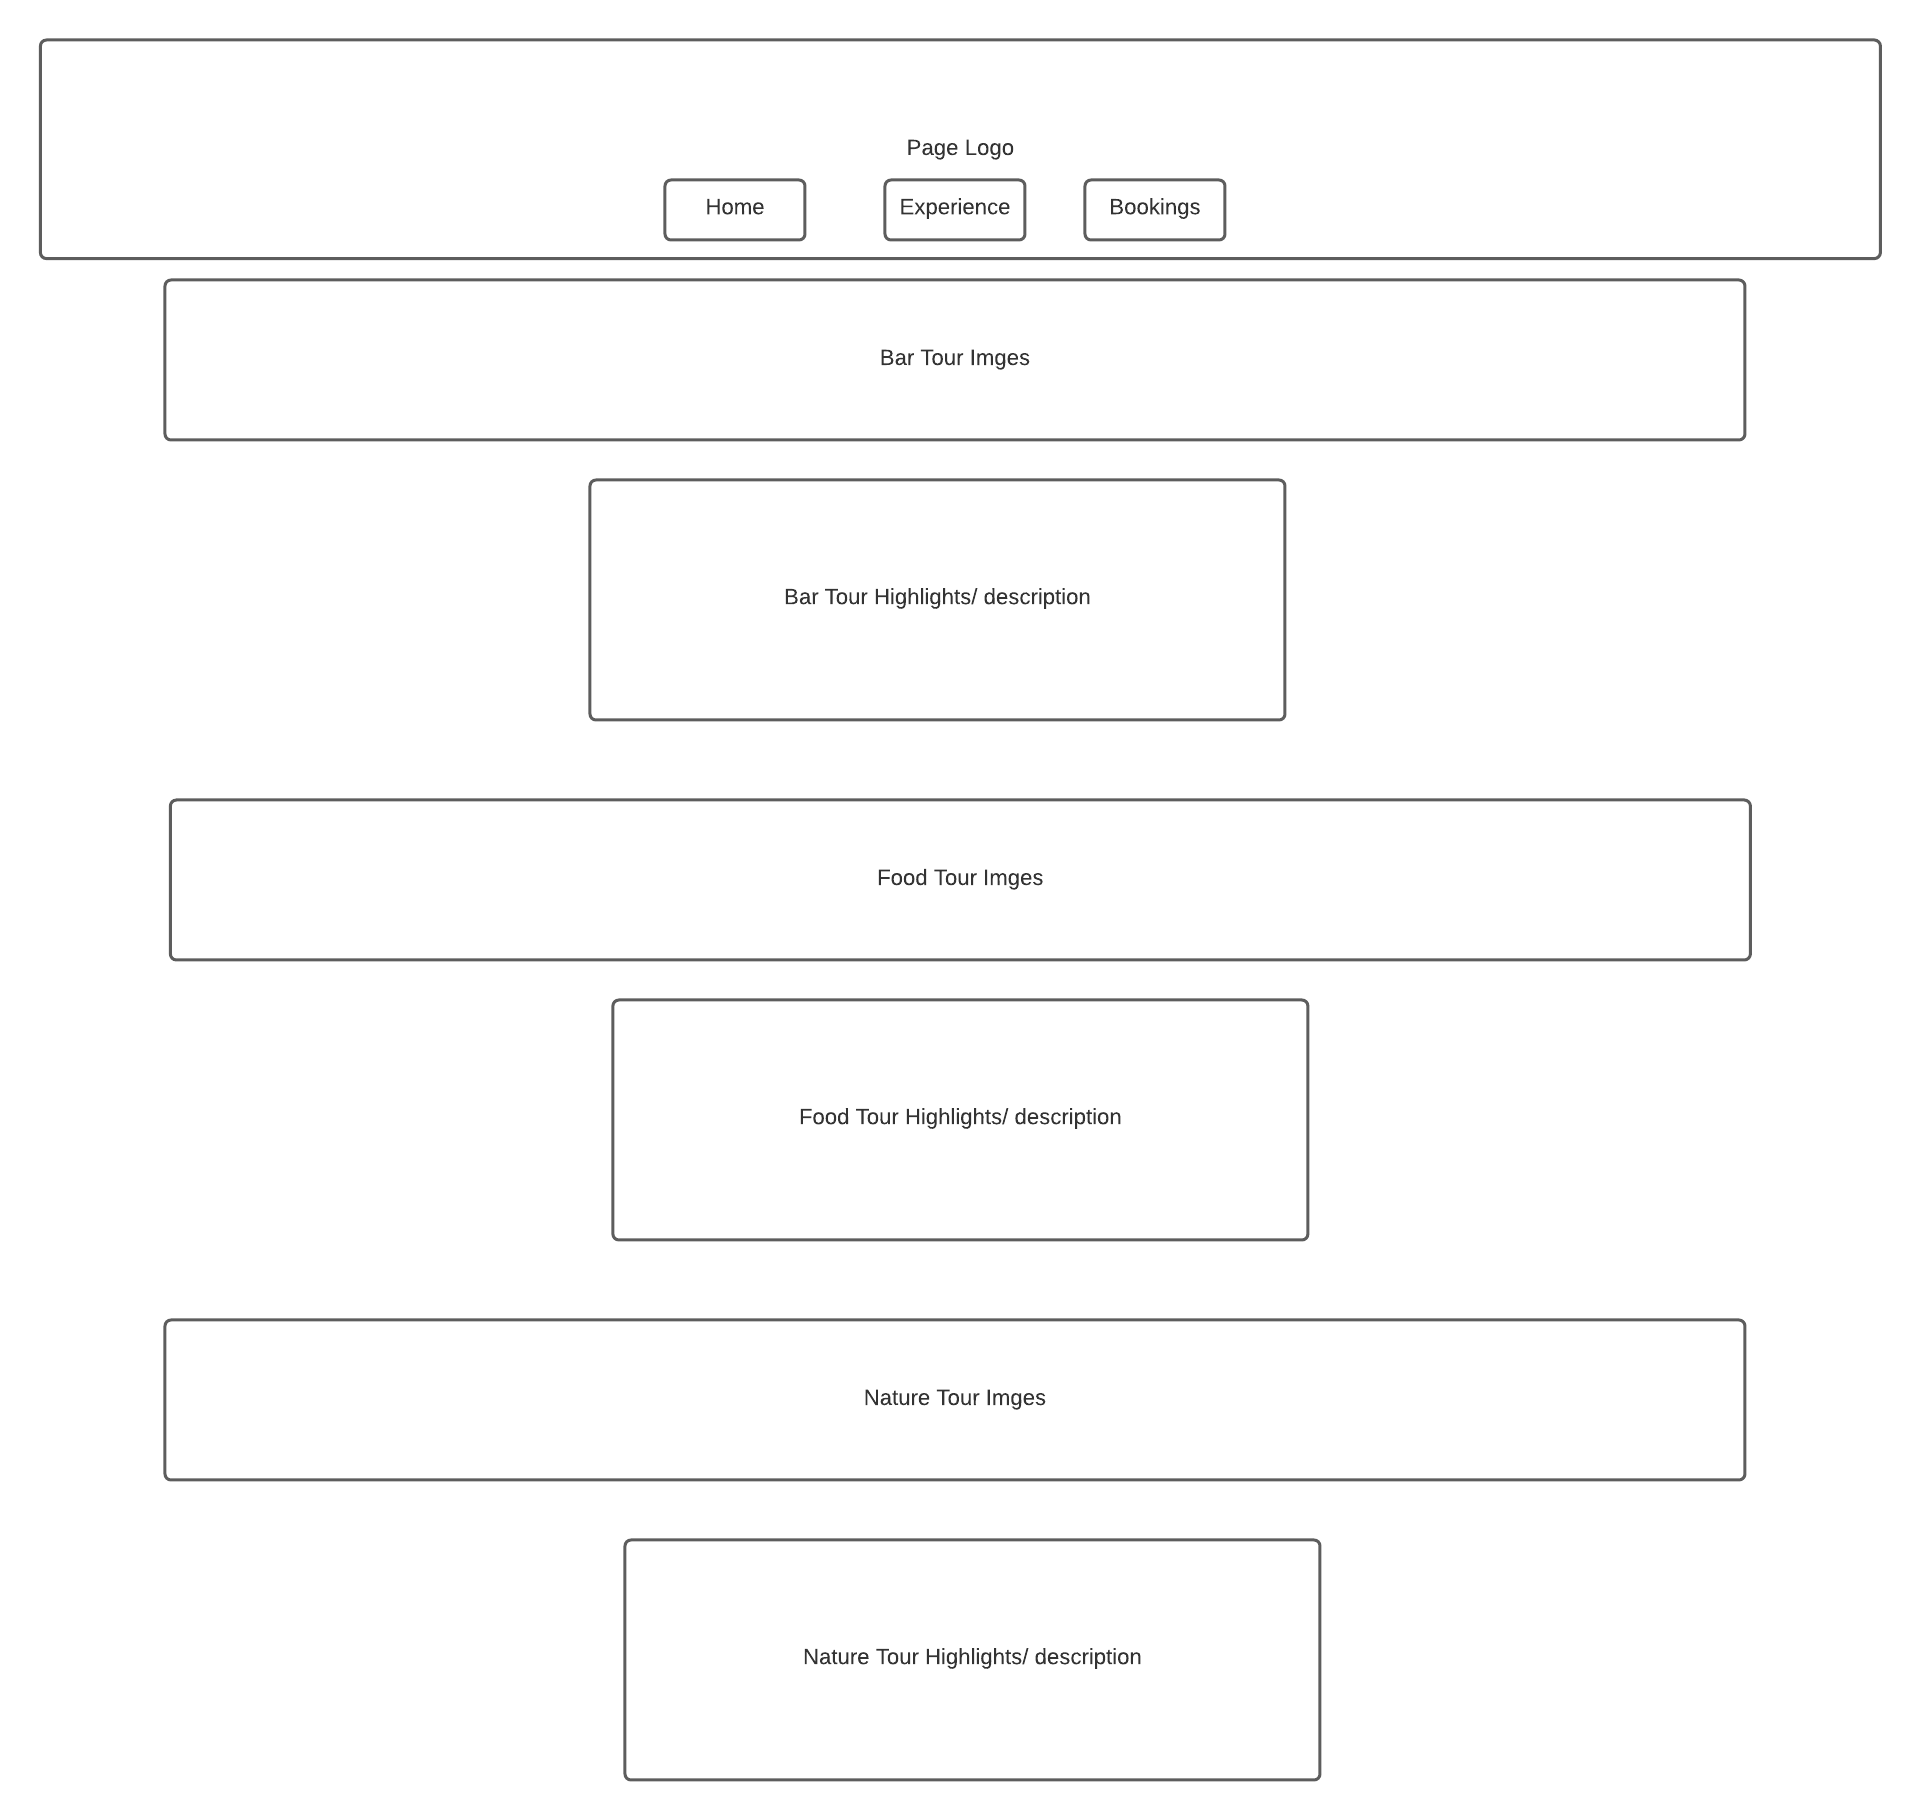 Page Logo
Home
Experience
Bookings
Bar Tour Imges
Bar Tour Highlights/ description
Food Tour Imges
Food Tour Highlights/ description
Nature Tour Imges
Nature Tour Highlights/ description